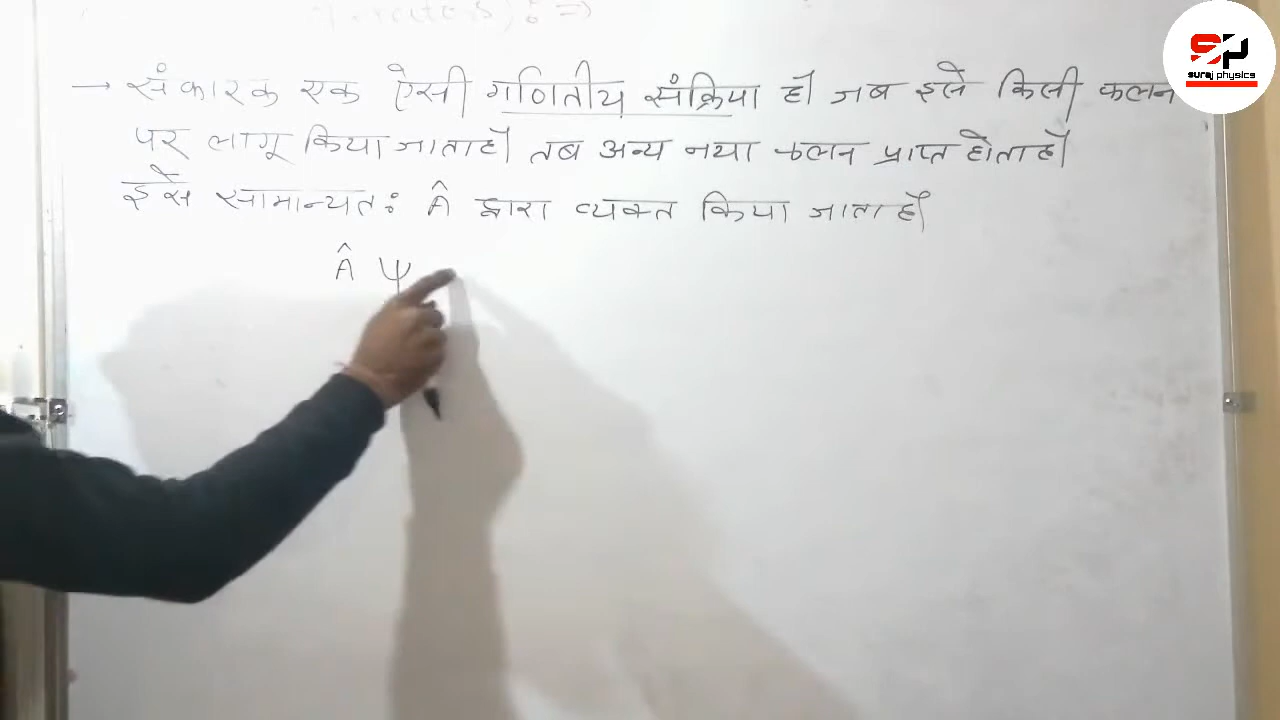 suraj physics
→ संकारक एक ऐसी गणितीय संक्रिया हो जब इसे किसी फलन
पर लागू किया जाता हो तब अन्य नया फलन प्राप्त होता हो
इसे सामान्यतः Â द्वारा व्यक्त किया जाता हैं
Â ψ